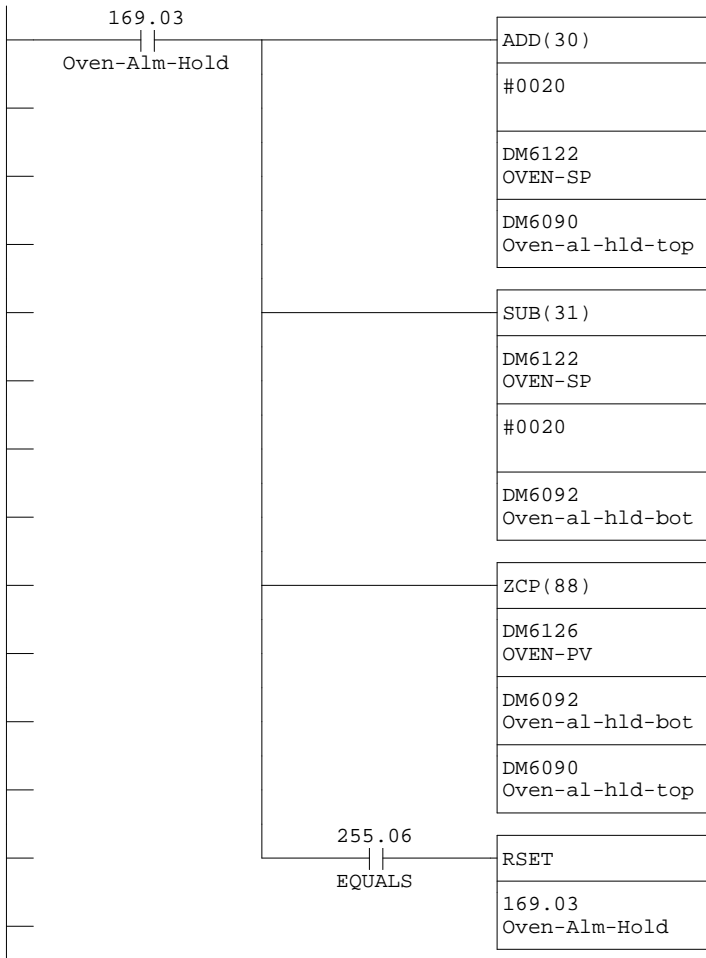 169.03
Oven-Alm-Hold
ADD(30)
#0020
DM6122
OVEN-SP
DM6090
Oven-al-hld-top
SUB(31)
DM6122
OVEN-SP
#0020
DM6092
Oven-al-hld-bot
ZCP(88)
DM6126
OVEN-PV
DM6092
Oven-al-hld-bot
DM6090
Oven-al-hld-top
255.06
EQUALS
RSET
169.03
Oven-Alm-Hold